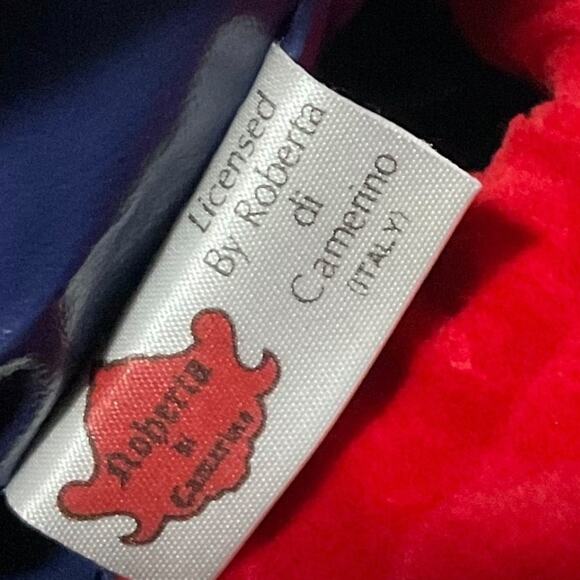 Licensed
By Roberta
di
Camerino
(ITALY)
Roberta
di
Camerino